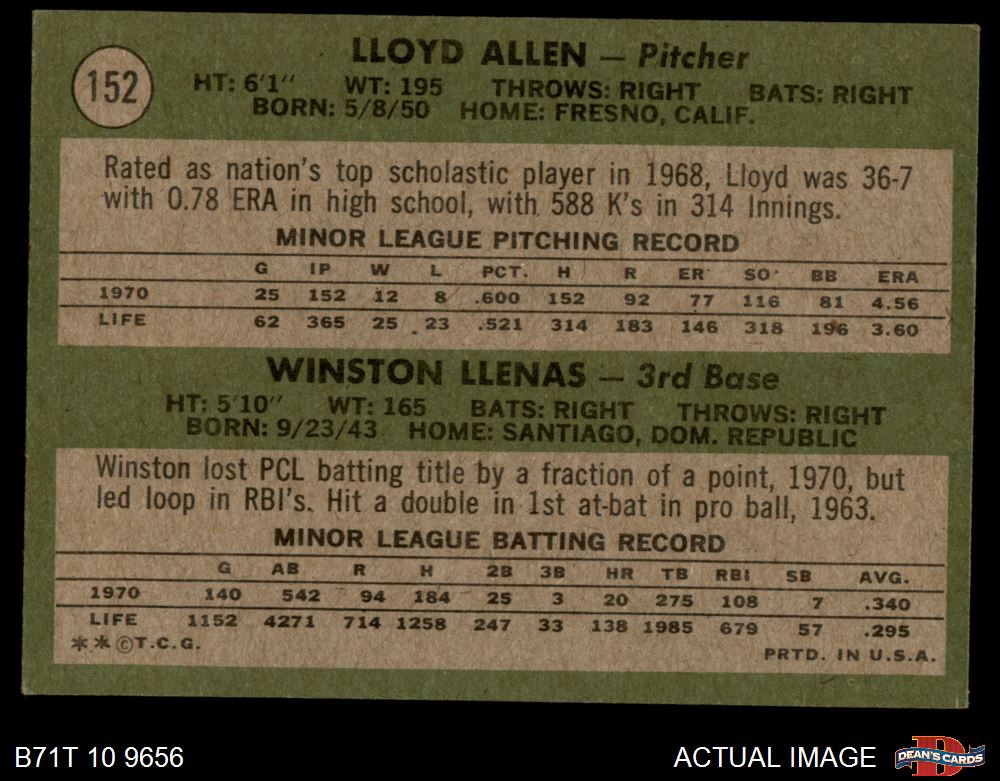 152
LLOYD ALLEN — Pitcher
HT: 6'1" WT: 195 THROWS: RIGHT BATS: RIGHT
BORN: 5/8/50 HOME: FRESNO, CALIF.
Rated as nation's top scholastic player in 1968, Lloyd was 36-7
with 0.78 ERA in high school, with 588 K's in 314 Innings.
MINOR LEAGUE PITCHING RECORD
G IP W L PCT. H R ER SO BB ERA
1970 25 152 12 8 .600 152 92 77 116 81 4.56
LIFE 62 365 25 23 .521 314 183 146 318 196 3.60
WINSTON LLENAS — 3rd Base
HT: 5'10" WT: 165 BATS: RIGHT THROWS: RIGHT
BORN: 9/23/43 HOME: SANTIAGO, DOM. REPUBLIC
Winston lost PCL batting title by a fraction of a point, 1970, but
led loop in RBI's. Hit a double in 1st at-bat in pro ball, 1963.
MINOR LEAGUE BATTING RECORD
G AB R H 2B 3B HR TB RBI SB AVG.
1970 140 542 94 184 25 3 20 275 108 7 .340
LIFE 1152 4271 714 1258 247 33 138 1985 679 57 .295
**©T.C.G. PRTD. IN U.S.A.
B71T 10 9656 ACTUAL IMAGE DEAN'S CARDS